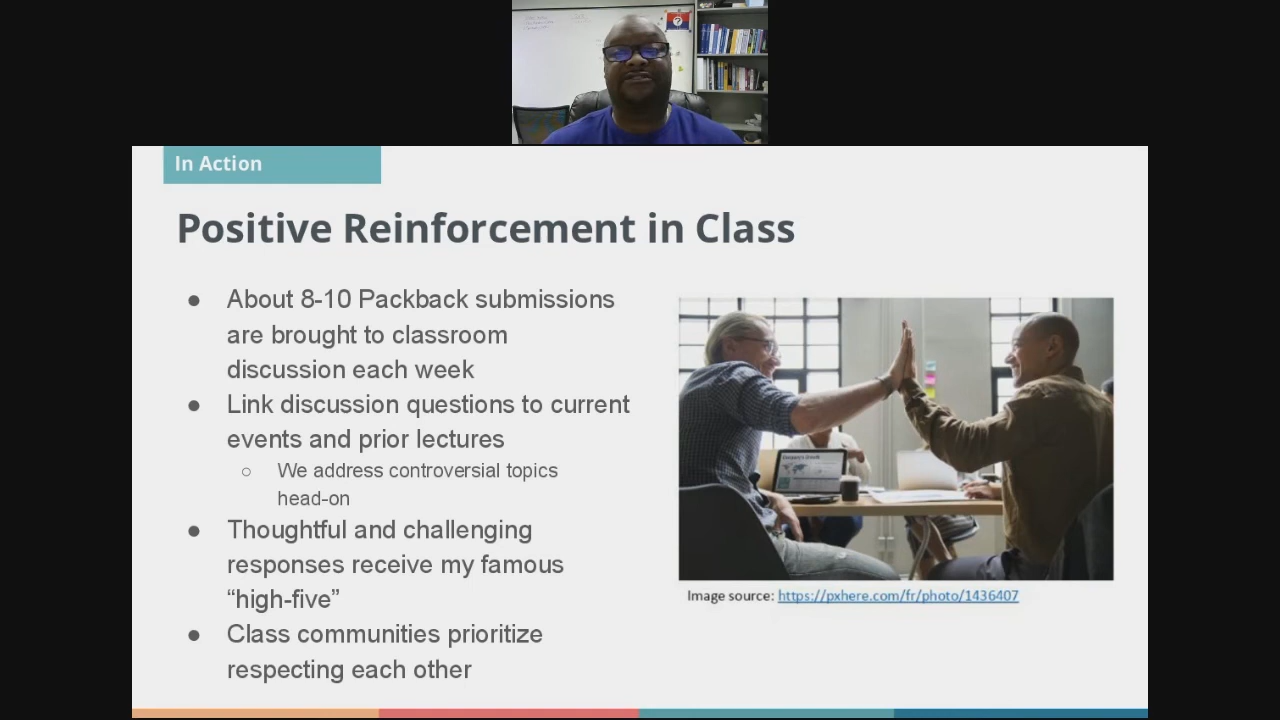 In Action
Positive Reinforcement in Class
● About 8-10 Packback submissions
are brought to classroom
discussion each week
● Link discussion questions to current
events and prior lectures
○ We address controversial topics
head-on
● Thoughtful and challenging
responses receive my famous
“high-five”
● Class communities prioritize
respecting each other
Image source: https://pxhere.com/fr/photo/1436407